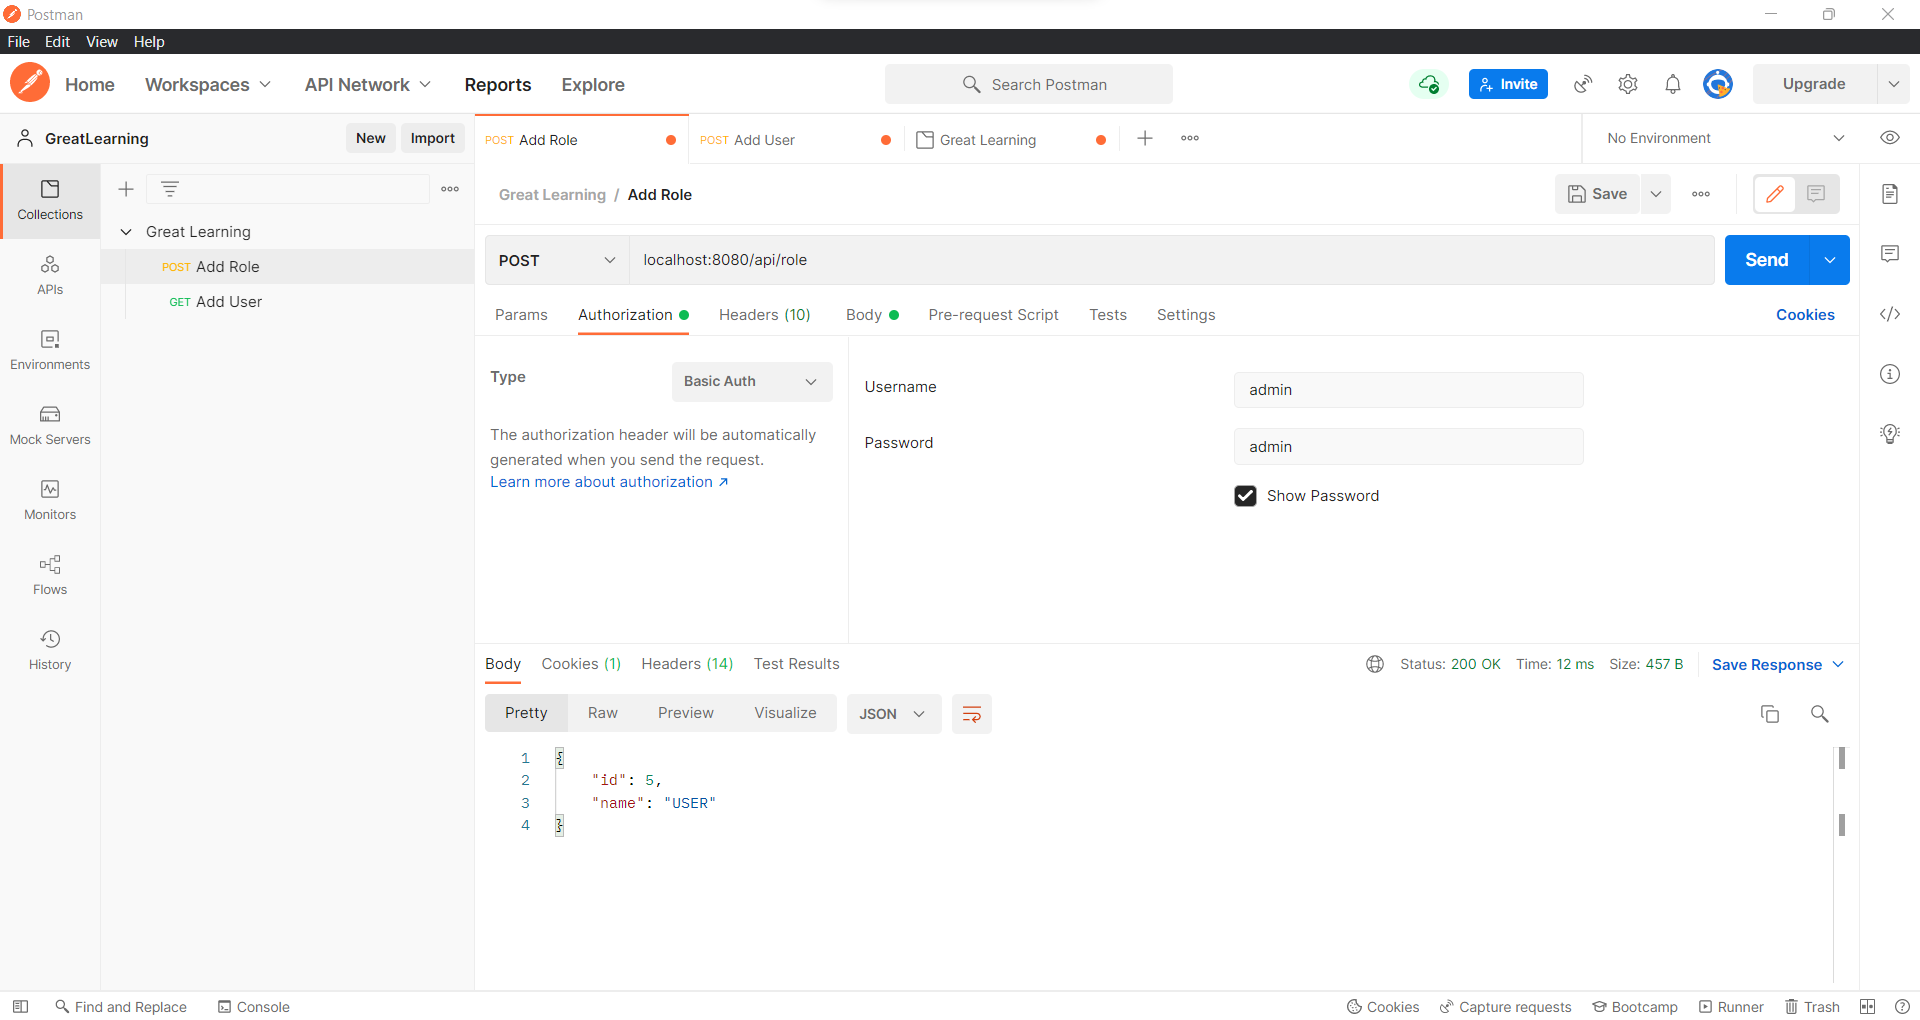 Postman
File Edit View Help
Home Workspaces API Network Reports Explore Search Postman Invite Upgrade
GreatLearning New Import
POST Add Role POST Add User Great Learning No Environment
Collections
APIs
Environments
Mock Servers
Monitors
Flows
History
Great Learning
POST Add Role
GET Add User
Great Learning / Add Role Save
POST localhost:8080/api/role Send
Params Authorization Headers (10) Body Pre-request Script Tests Settings Cookies
Type Basic Auth
The authorization header will be automatically
generated when you send the request.
Learn more about authorization ↗
Username admin
Password admin
Show Password
Body Cookies (1) Headers (14) Test Results Status: 200 OK Time: 12 ms Size: 457 B Save Response
Pretty Raw Preview Visualize JSON
1 {
2 "id": 5,
3 "name": "USER"
4 }
Find and Replace Console Cookies Capture requests Bootcamp Runner Trash